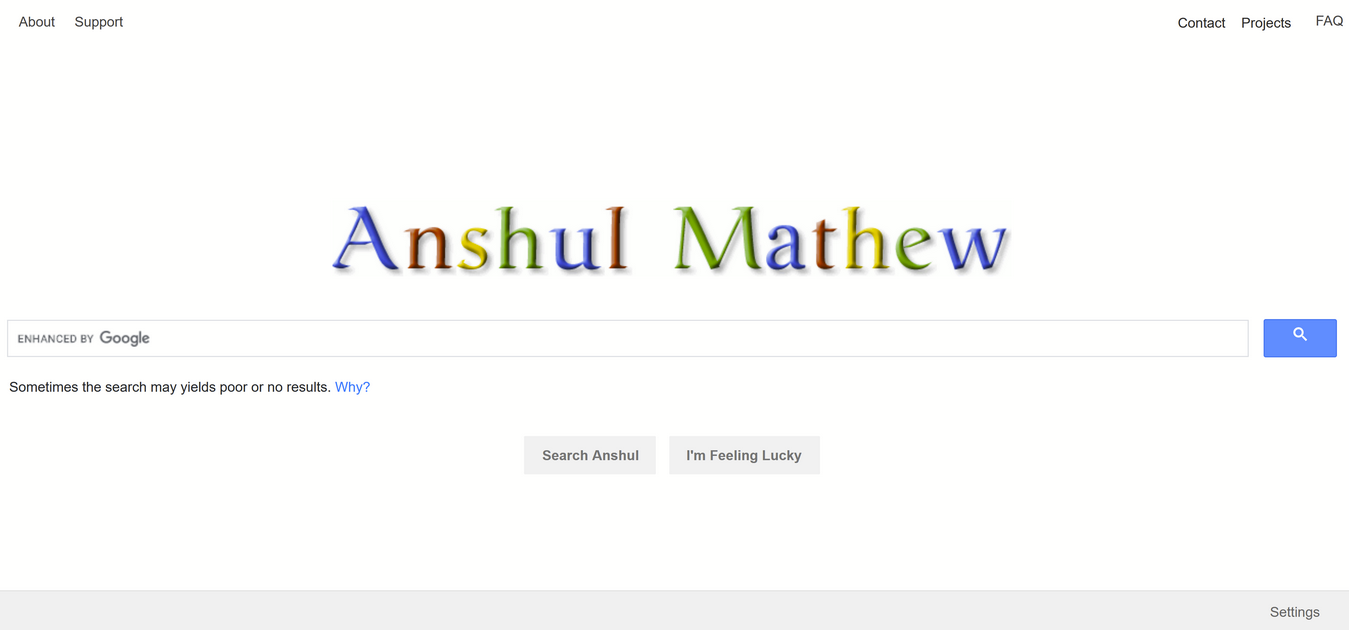 About Support Contact Projects FAQ
Anshul Mathew
ENHANCED BY Google
Sometimes the search may yields poor or no results. Why?
Search Anshul I'm Feeling Lucky
Settings